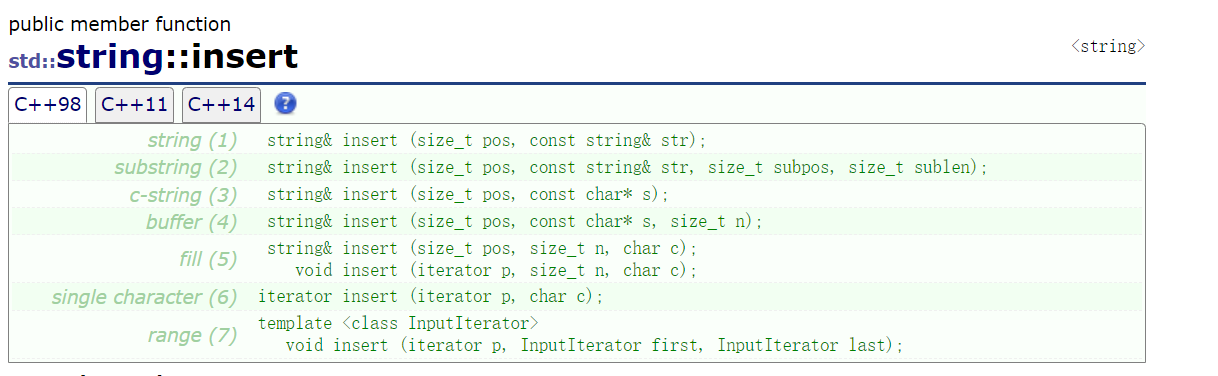 public member function
std::string::insert
<string>
C++98 C++11 C++14 ?
string (1) string& insert (size_t pos, const string& str);
substring (2) string& insert (size_t pos, const string& str, size_t subpos, size_t sublen);
c-string (3) string& insert (size_t pos, const char* s);
buffer (4) string& insert (size_t pos, const char* s, size_t n);
fill (5) string& insert (size_t pos, size_t n, char c);
void insert (iterator p, size_t n, char c);
single character (6) iterator insert (iterator p, char c);
range (7) template <class InputIterator>
void insert (iterator p, InputIterator first, InputIterator last);